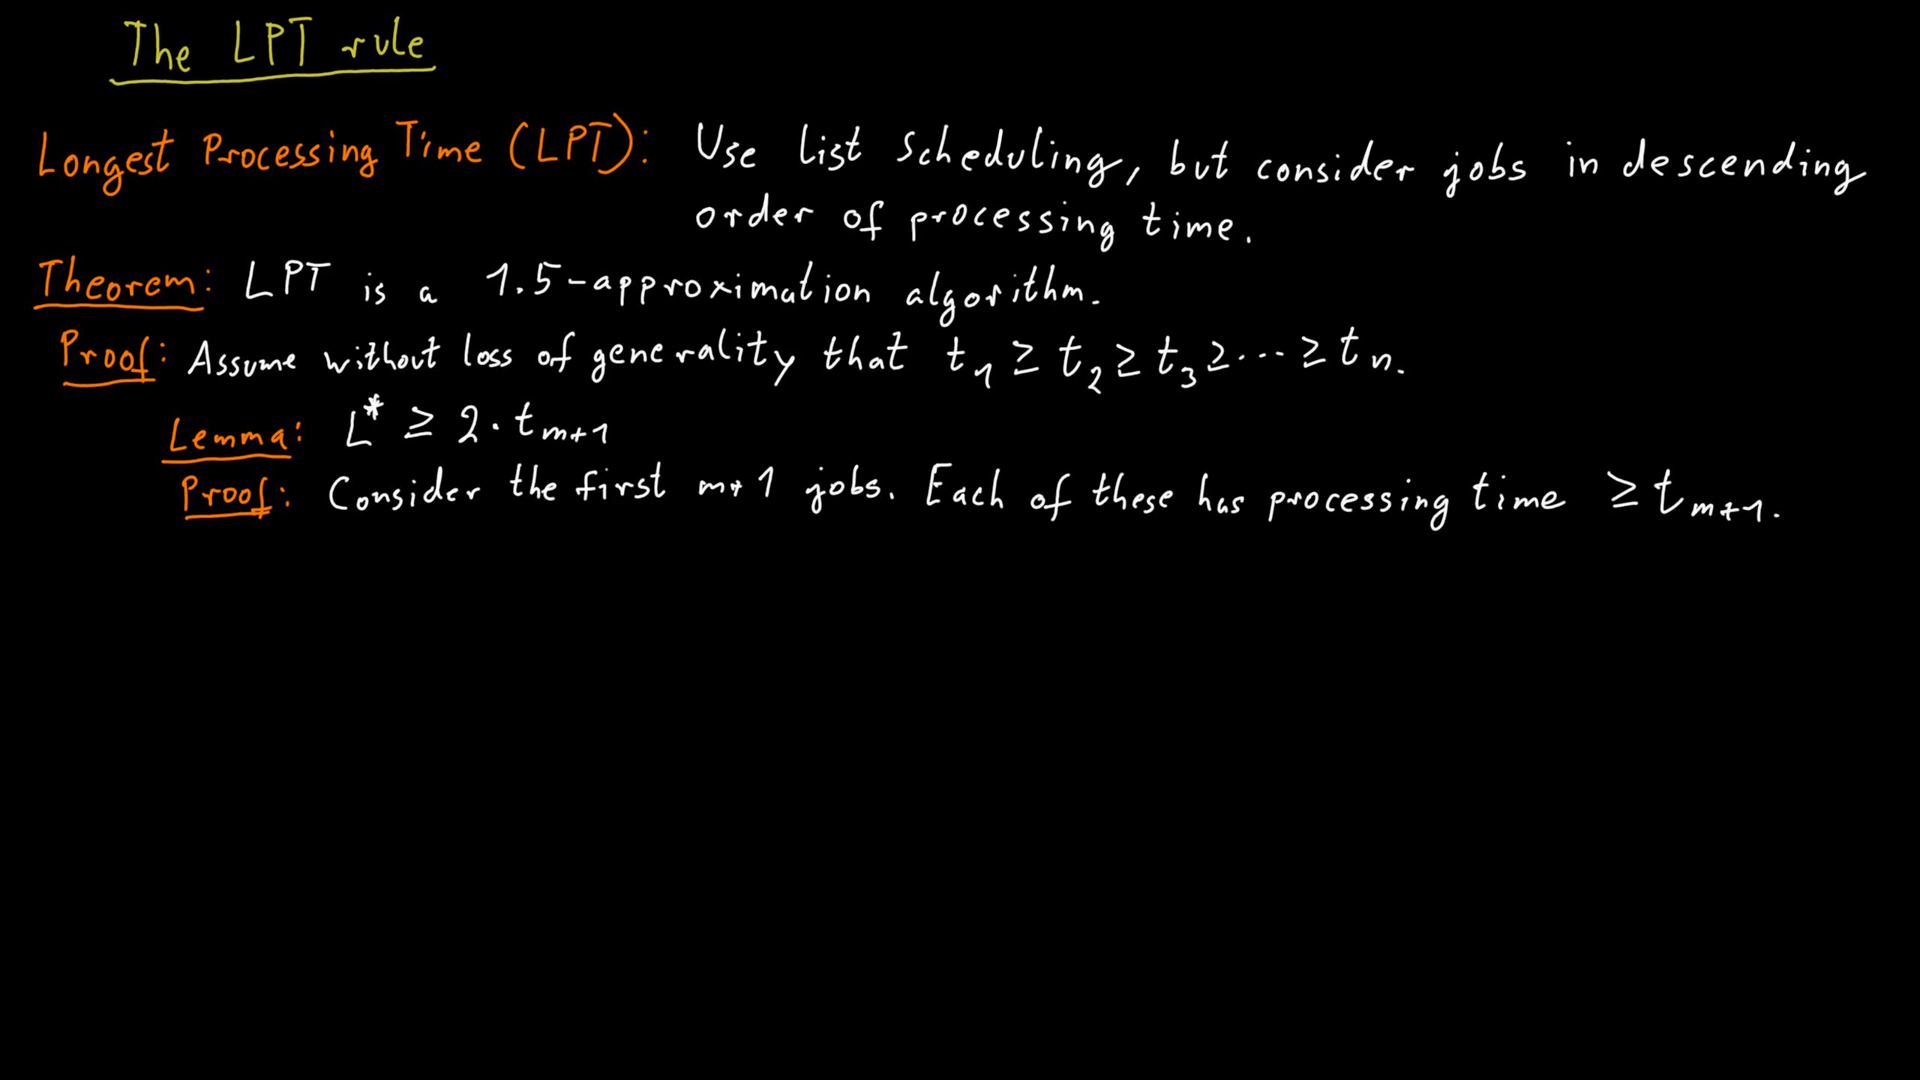 The LPT rule
Longest Processing Time (LPT): Use List Scheduling, but consider jobs in descending
order of processing time.
Theorem: LPT is a 1.5-approximation algorithm.
Proof: Assume without loss of generality that t₁ ≥ t₂ ≥ t₃ ≥ ... ≥ tₙ.
Lemma: L* ≥ 2 · tₘ₊₁
Proof: Consider the first m+1 jobs. Each of these has processing time ≥ tₘ₊₁.